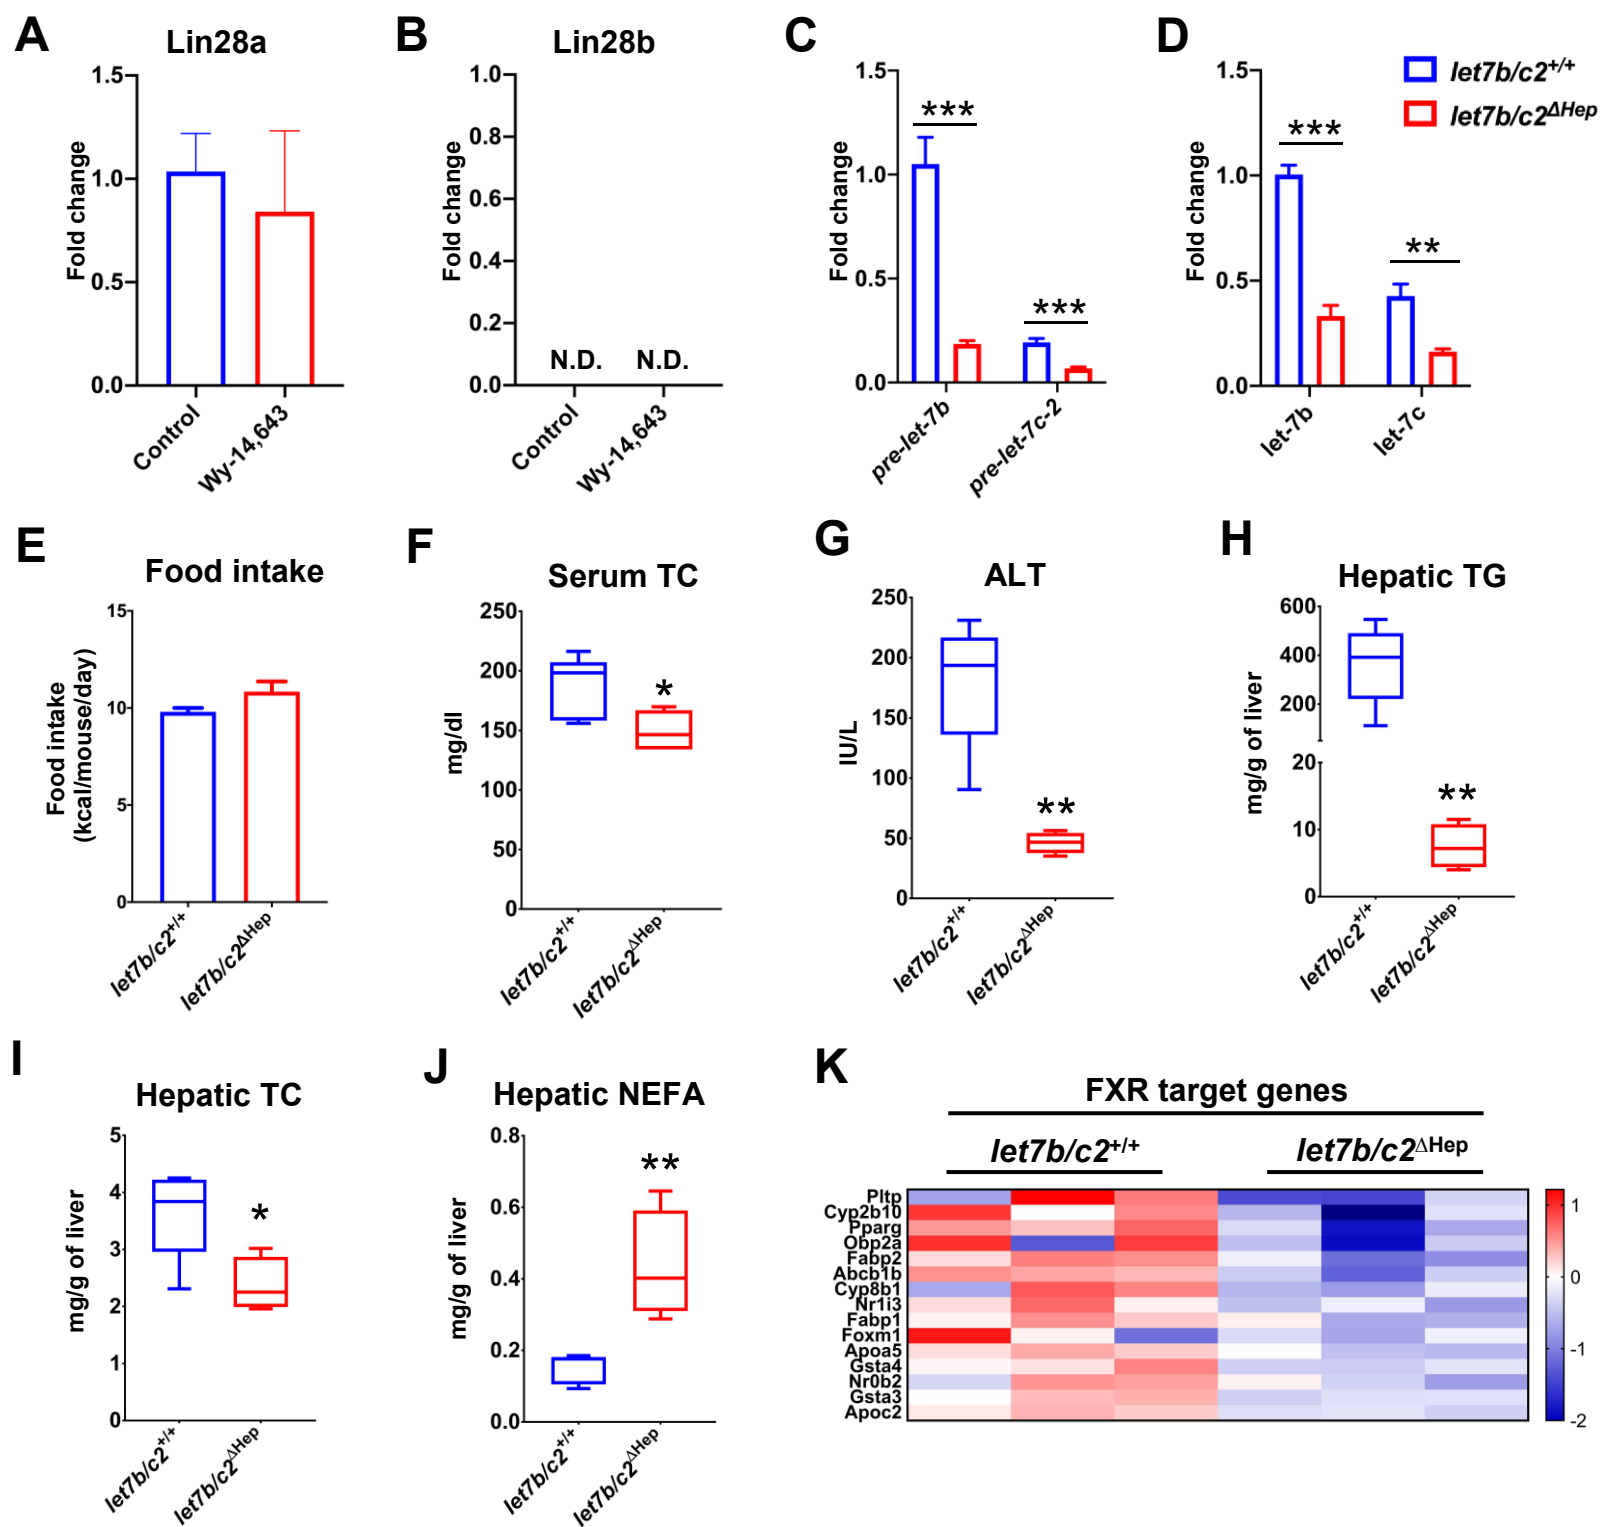 A
Lin28a
Fold change
1.5
1.0
0.5
0.0
Control
Wy-14,643
B
Lin28b
Fold change
1.0
0.8
0.6
0.4
0.2
0.0
N.D. N.D.
Control
Wy-14,643
C
Fold change
1.5
1.0
0.5
0.0
***
***
pre-let-7b
pre-let-7c-2
D
Fold change
1.5
1.0
0.5
0.0
***
**
let-7b
let-7c
let7b/c2+/+
let7b/c2ΔHep
E
Food intake
Food intake
(kcal/mouse/day)
15
10
5
0
let7b/c2+/+
let7b/c2ΔHep
F
Serum TC
mg/dl
250
200
150
100
50
0
*
let7b/c2+/+
let7b/c2ΔHep
G
ALT
IU/L
250
200
150
100
50
0
**
let7b/c2+/+
let7b/c2ΔHep
H
Hepatic TG
mg/g of liver
600
400
200
20
10
0
**
let7b/c2+/+
let7b/c2ΔHep
I
Hepatic TC
mg/g of liver
5
4
3
2
1
0
*
let7b/c2+/+
let7b/c2ΔHep
J
Hepatic NEFA
mg/g of liver
0.8
0.6
0.4
0.2
0.0
**
let7b/c2+/+
let7b/c2ΔHep
K
FXR target genes
let7b/c2+/+ let7b/c2ΔHep
Pltp
Cyp2b10
Pparg
Obp2a
Fabp2
Abcb1b
Cyp8b1
Nr1i3
Fabp1
Foxm1
Apoa5
Gsta4
Nr0b2
Gsta3
Apoc2
1
0
-1
-2